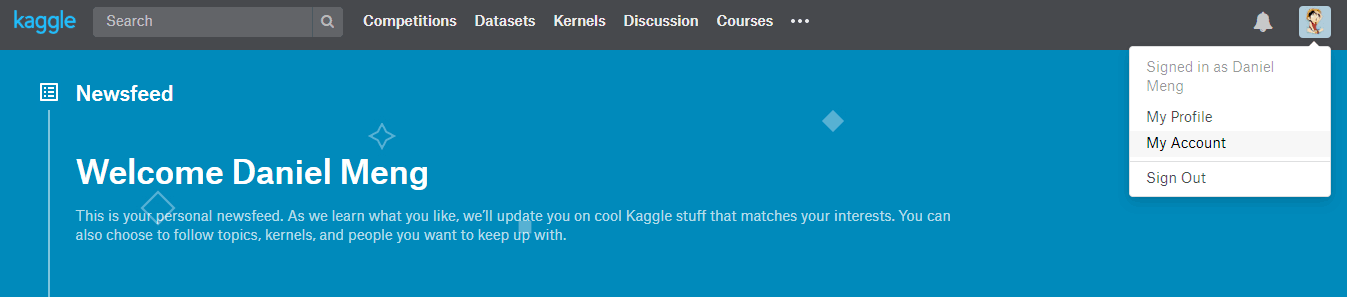 kaggle
Search
Competitions Datasets Kernels Discussion Courses
Signed in as Daniel
Meng
My Profile
My Account
Sign Out
Newsfeed
Welcome Daniel Meng
This is your personal newsfeed. As we learn what you like, we'll update you on cool Kaggle stuff that matches your interests. You can
also choose to follow topics, kernels, and people you want to keep up with.